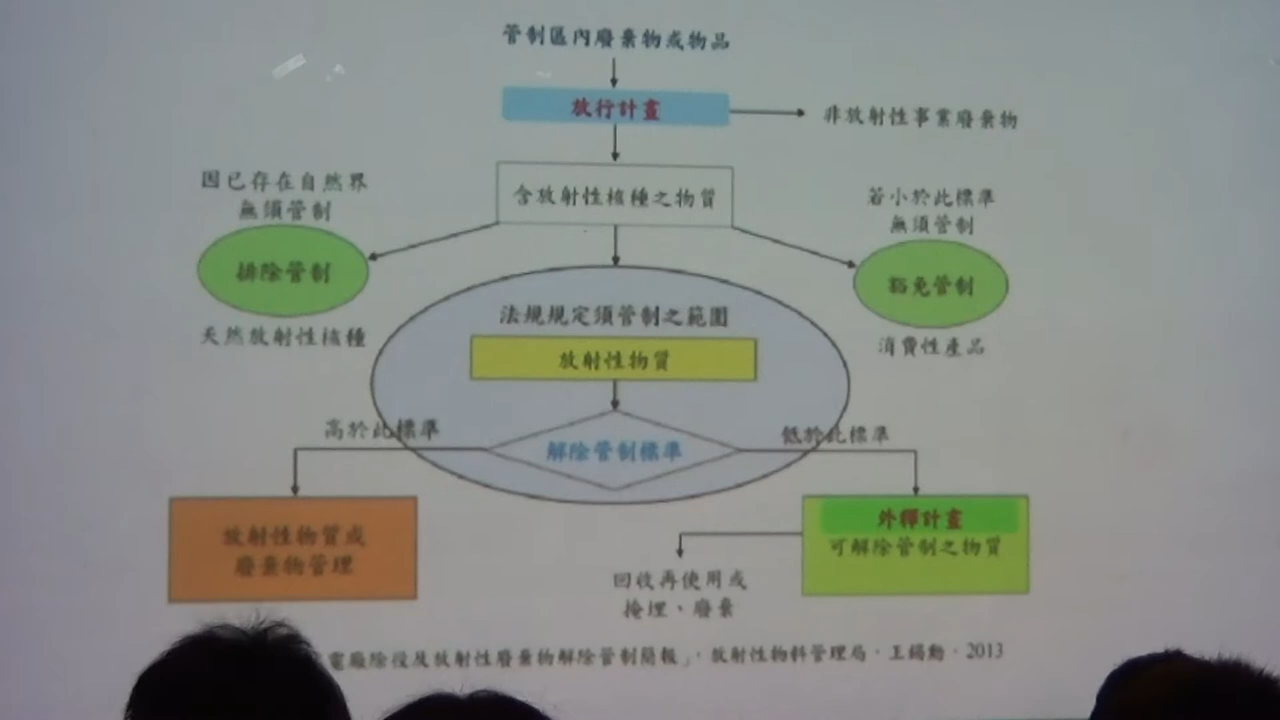 管制區內廢棄物或物品
放行計畫
非放射性事業廢棄物
含放射性核種之物質
因已存在自然界
無須管制
排除管制
天然放射性核種
若小於此標準
無須管制
豁免管制
消費性產品
法規規定須管制之範圍
放射性物質
解除管制標準
高於此標準
低於此標準
放射性物質或
廢棄物管理
外釋計畫
可解除管制之物質
回收再使用或
掩埋、廢棄
電廠除役及放射性廢棄物解除管制簡報」,放射性物料管理局,王錫勳,2013